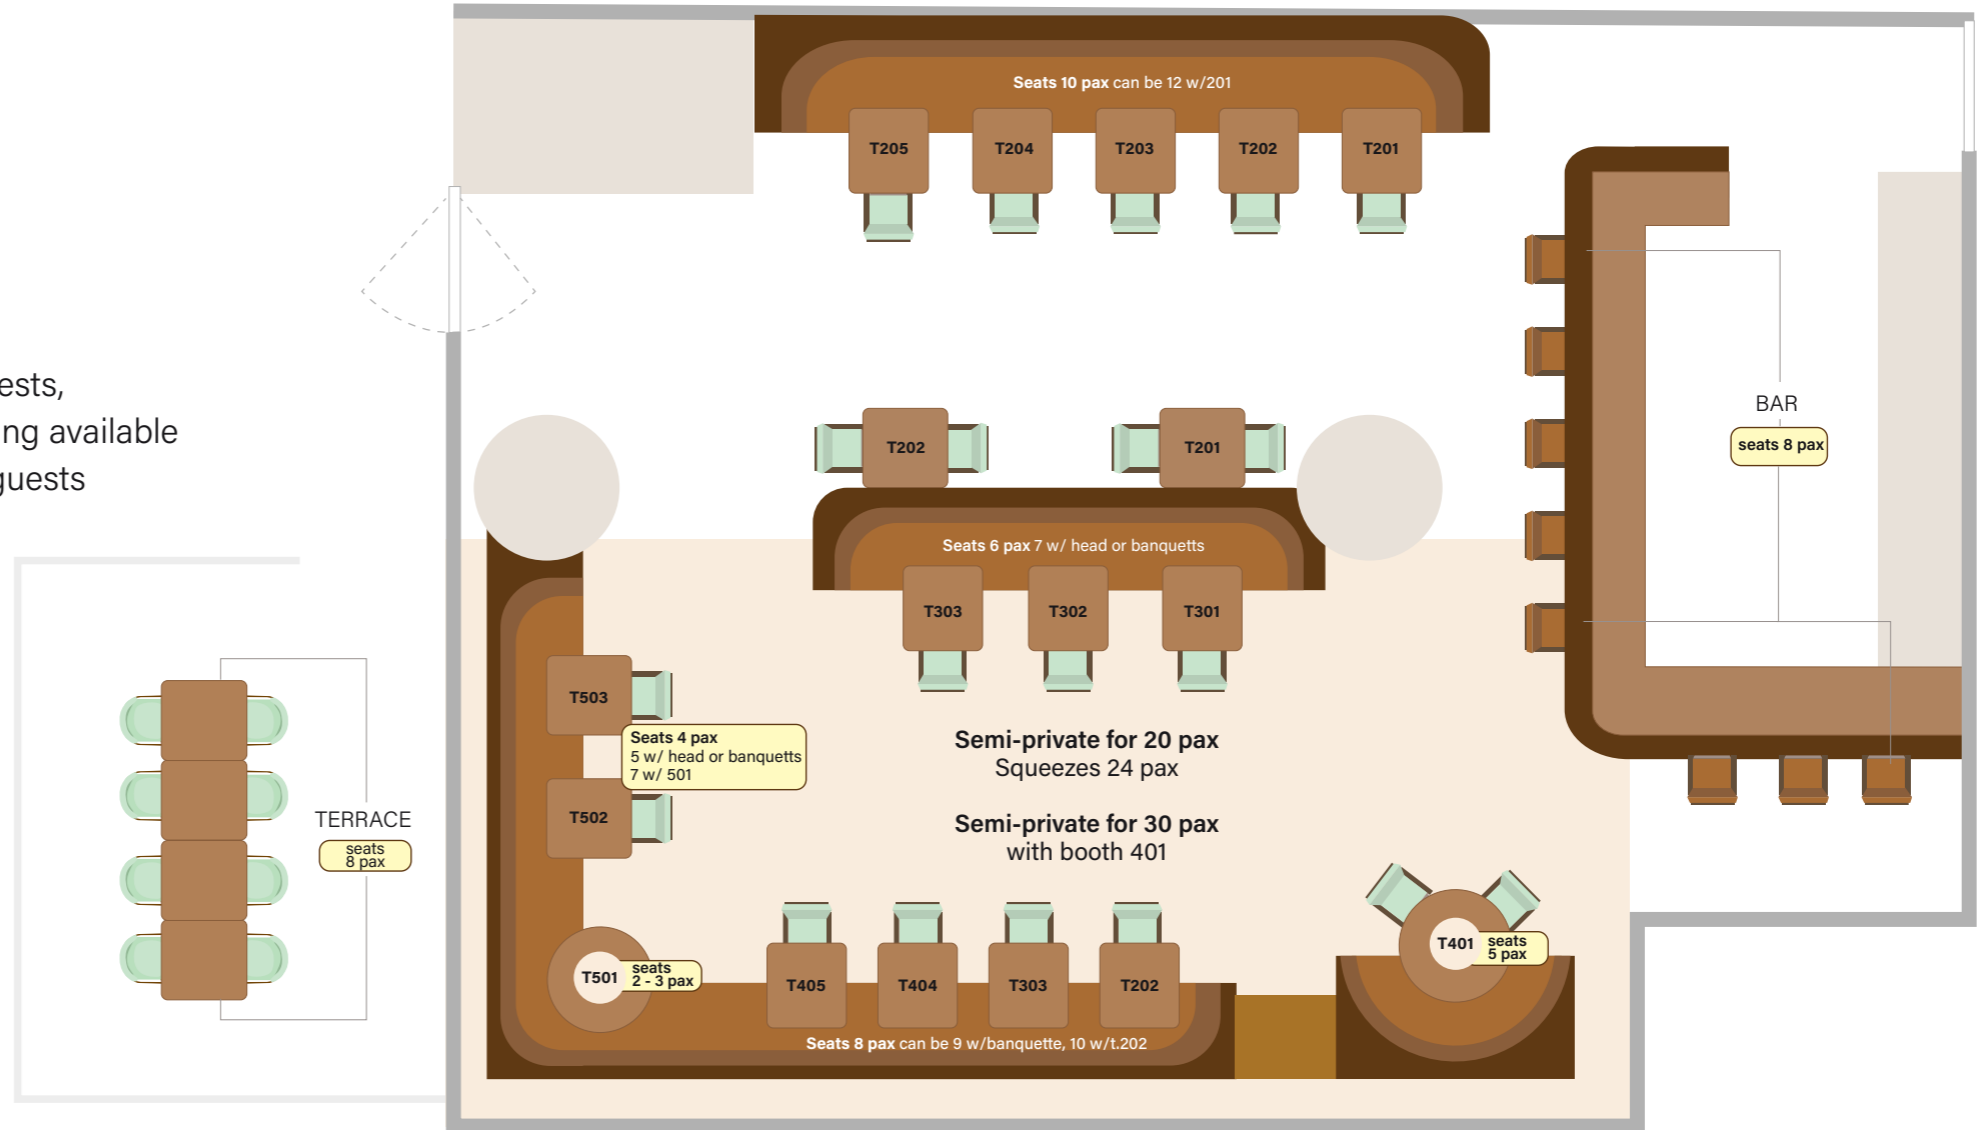 ests,
ng available
guests
Seats 10 pax can be 12 w/201
T205
T204
T203
T202
T201
BAR
seats 8 pax
T202
T201
Seats 6 pax 7 w/ head or banquetts
T303
T302
T301
T503
Seats 4 pax
5 w/ head or banquetts
7 w/ 501
T502
Semi-private for 20 pax
Squeezes 24 pax
Semi-private for 30 pax
with booth 401
TERRACE
seats
8 pax
T401
seats
5 pax
T501
seats
2 - 3 pax
T405
T404
T303
T202
Seats 8 pax can be 9 w/banquette, 10 w/t.202